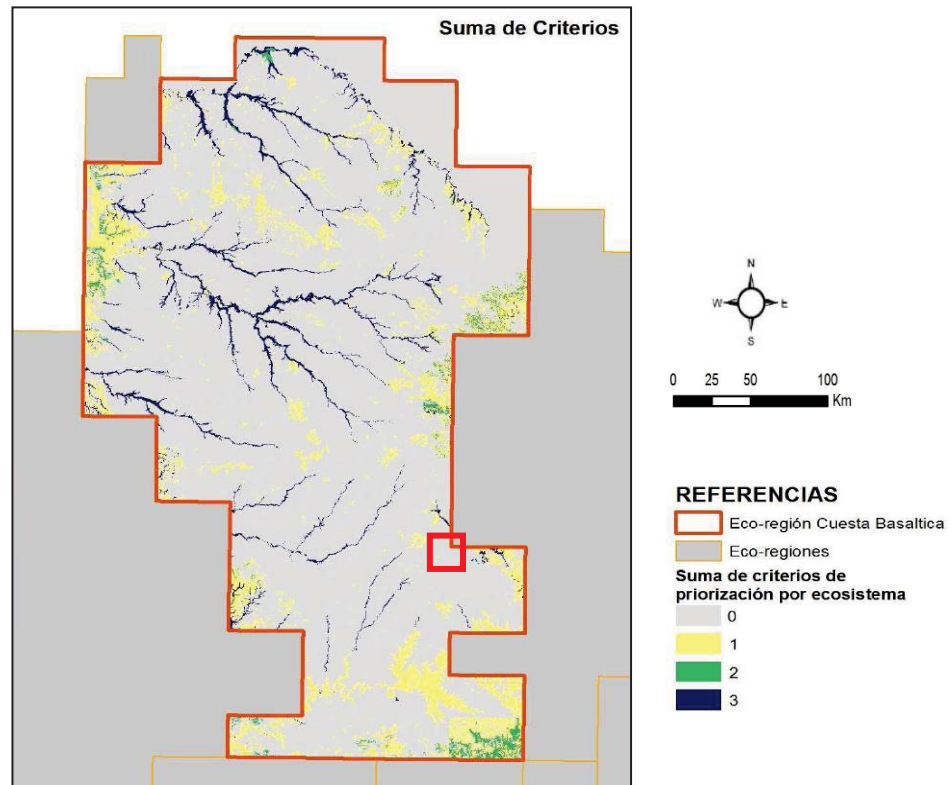 Suma de Criterios
N
W
E
S
0 25 50 100
Km
REFERENCIAS
Eco-región Cuesta Basaltica
Eco-regiones
Suma de criterios de
priorización por ecosistema
0
1
2
3